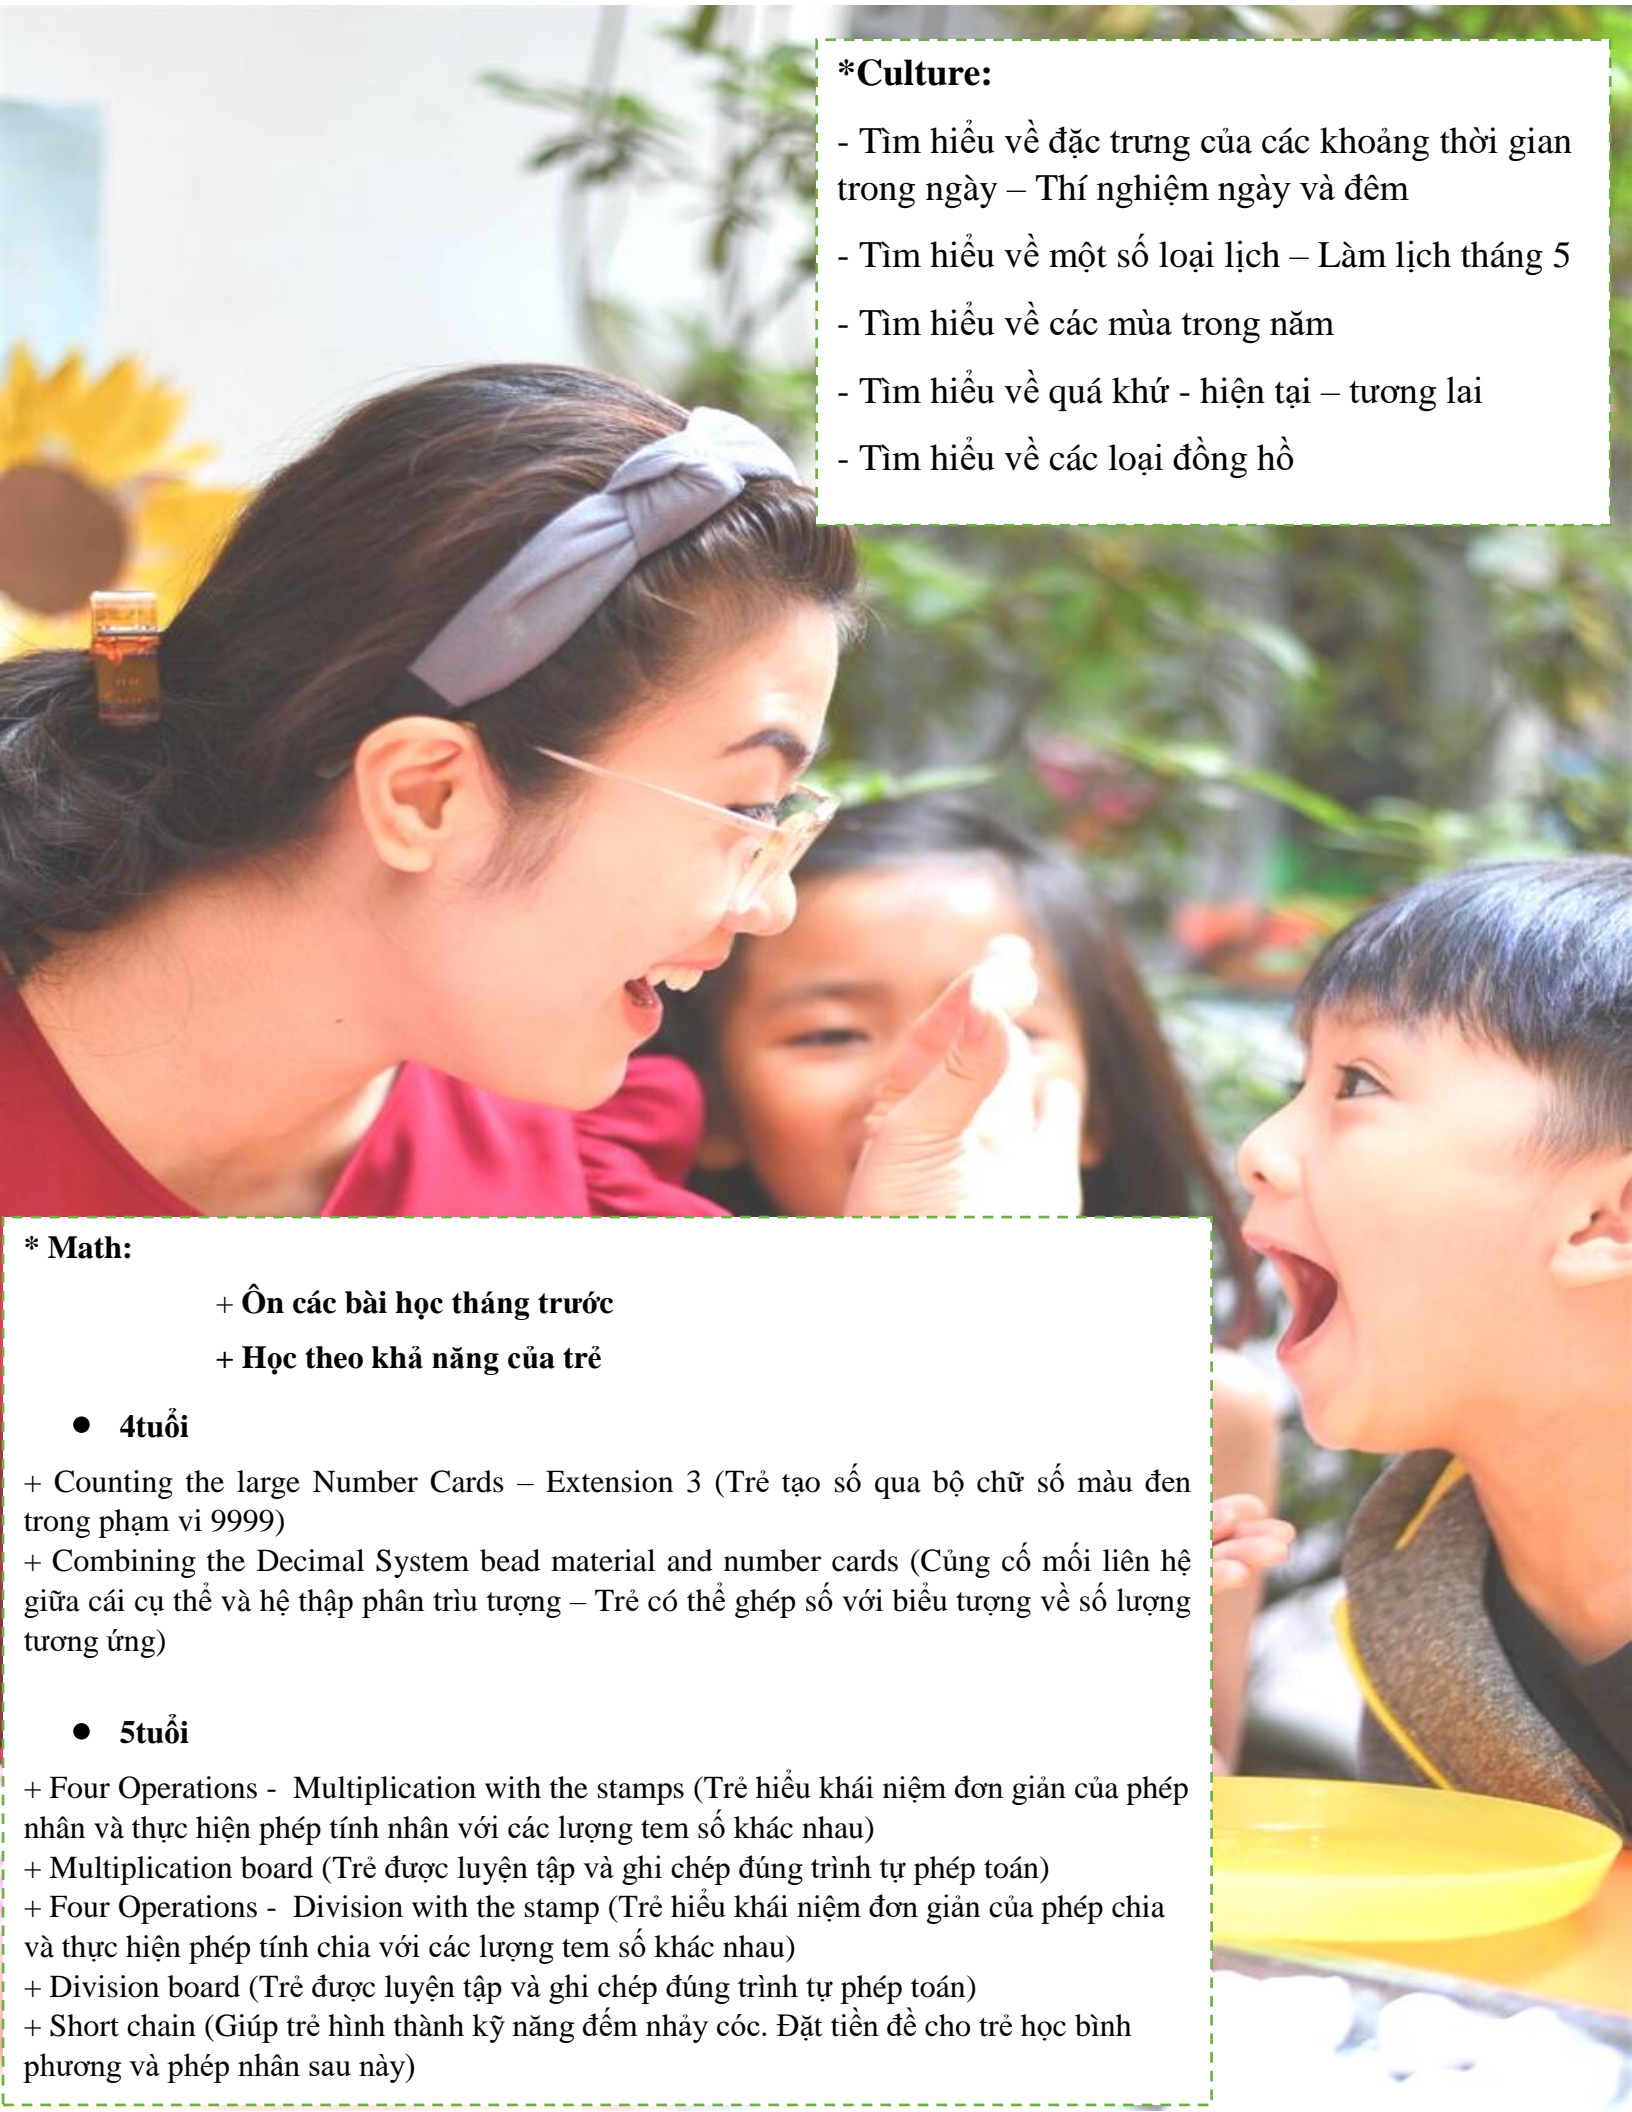 *Culture:
- Tìm hiểu về đặc trưng của các khoảng thời gian
trong ngày – Thí nghiệm ngày và đêm
- Tìm hiểu về một số loại lịch – Làm lịch tháng 5
- Tìm hiểu về các mùa trong năm
- Tìm hiểu về quá khứ - hiện tại – tương lai
- Tìm hiểu về các loại đồng hồ
* Math:
+ Ôn các bài học tháng trước
+ Học theo khả năng của trẻ
● 4tuổi
+ Counting the large Number Cards – Extension 3 (Trẻ tạo số qua bộ chữ số màu đen
trong phạm vi 9999)
+ Combining the Decimal System bead material and number cards (Củng cố mối liên hệ
giữa cái cụ thể và hệ thập phân trìu tượng – Trẻ có thể ghép số với biểu tượng về số lượng
tương ứng)
● 5tuổi
+ Four Operations - Multiplication with the stamps (Trẻ hiểu khái niệm đơn giản của phép
nhân và thực hiện phép tính nhân với các lượng tem số khác nhau)
+ Multiplication board (Trẻ được luyện tập và ghi chép đúng trình tự phép toán)
+ Four Operations - Division with the stamp (Trẻ hiểu khái niệm đơn giản của phép chia
và thực hiện phép tính chia với các lượng tem số khác nhau)
+ Division board (Trẻ được luyện tập và ghi chép đúng trình tự phép toán)
+ Short chain (Giúp trẻ hình thành kỹ năng đếm nhảy cóc. Đặt tiền đề cho trẻ học bình
phương và phép nhân sau này)